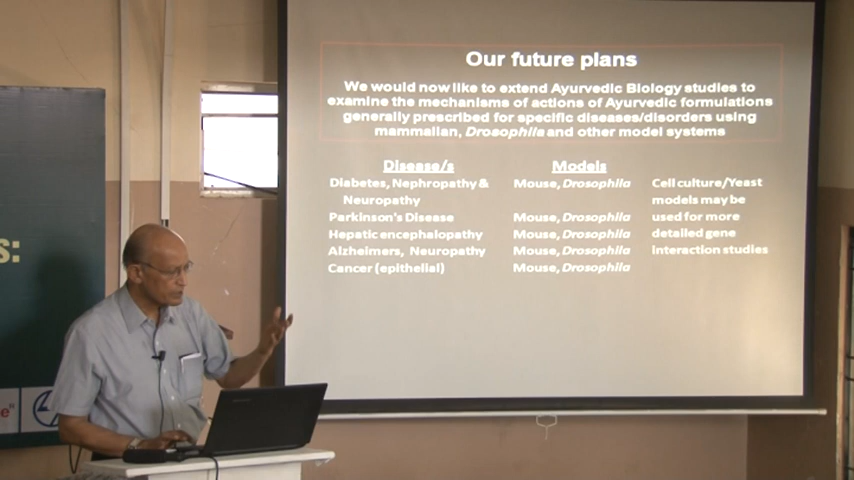 Our future plans
We would now like to extend Ayurvedic Biology studies to
examine the mechanisms of actions of Ayurvedic formulations
generally prescribed for specific diseases/disorders using
mammalian, Drosophila and other model systems
Disease/s Models
Diabetes, Nephropathy & Mouse, Drosophila Cell culture/Yeast
Neuropathy models may be
Parkinson's Disease Mouse, Drosophila used for more
Hepatic encephalopathy Mouse, Drosophila detailed gene
Alzheimers, Neuropathy Mouse, Drosophila interaction studies
Cancer (epithelial) Mouse, Drosophila
S:
e"